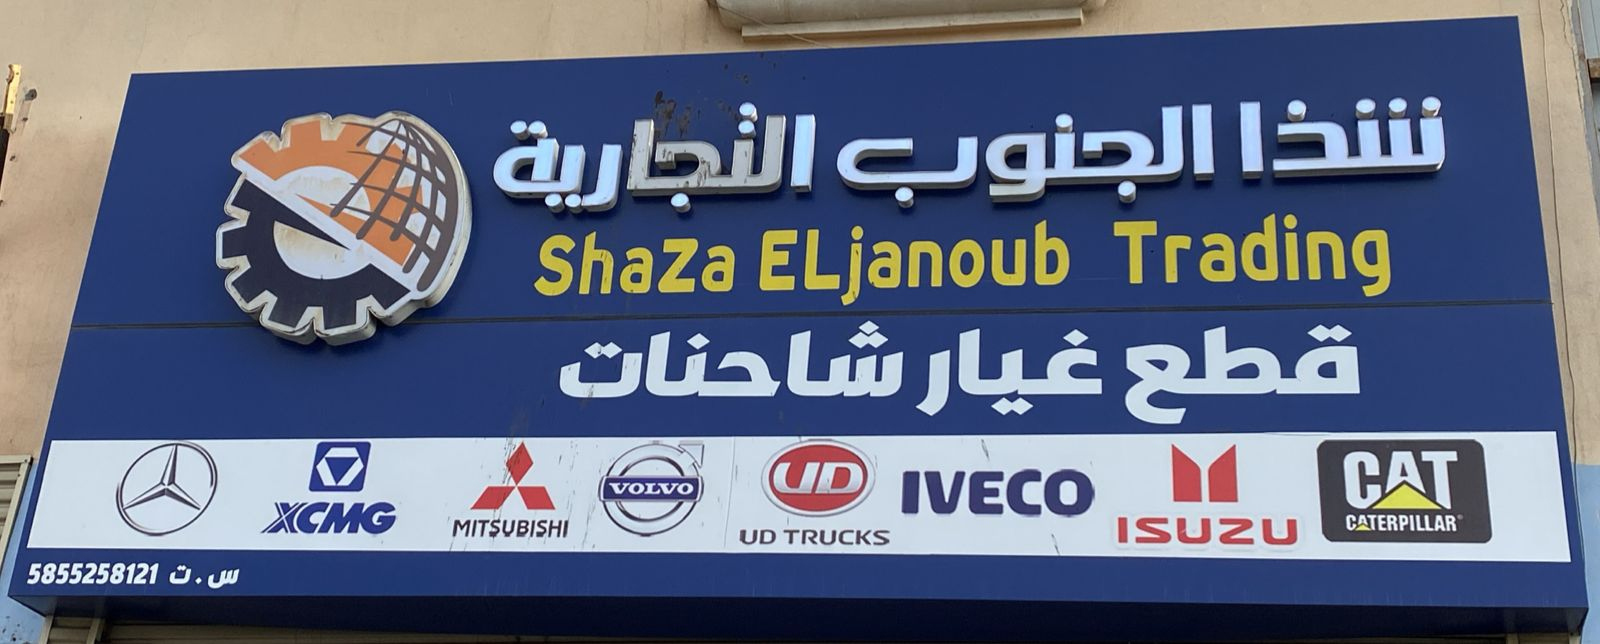 شذا الجنوب التجارية
ShaZa ELjanoub Trading
قطع غيار شاحنات
XCMG MITSUBISHI VOLVO UD UD TRUCKS IVECO ISUZU CAT CATERPILLAR
5855258121 س.ت